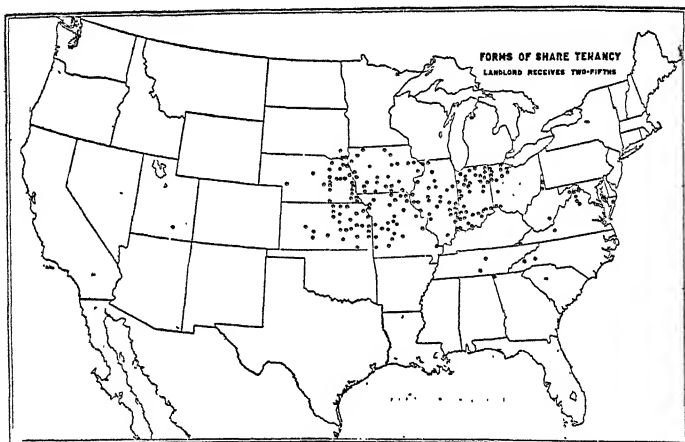 FORMS OF SHARE TENANCY
LANDLORD RECEIVES TWO-FIFTHS